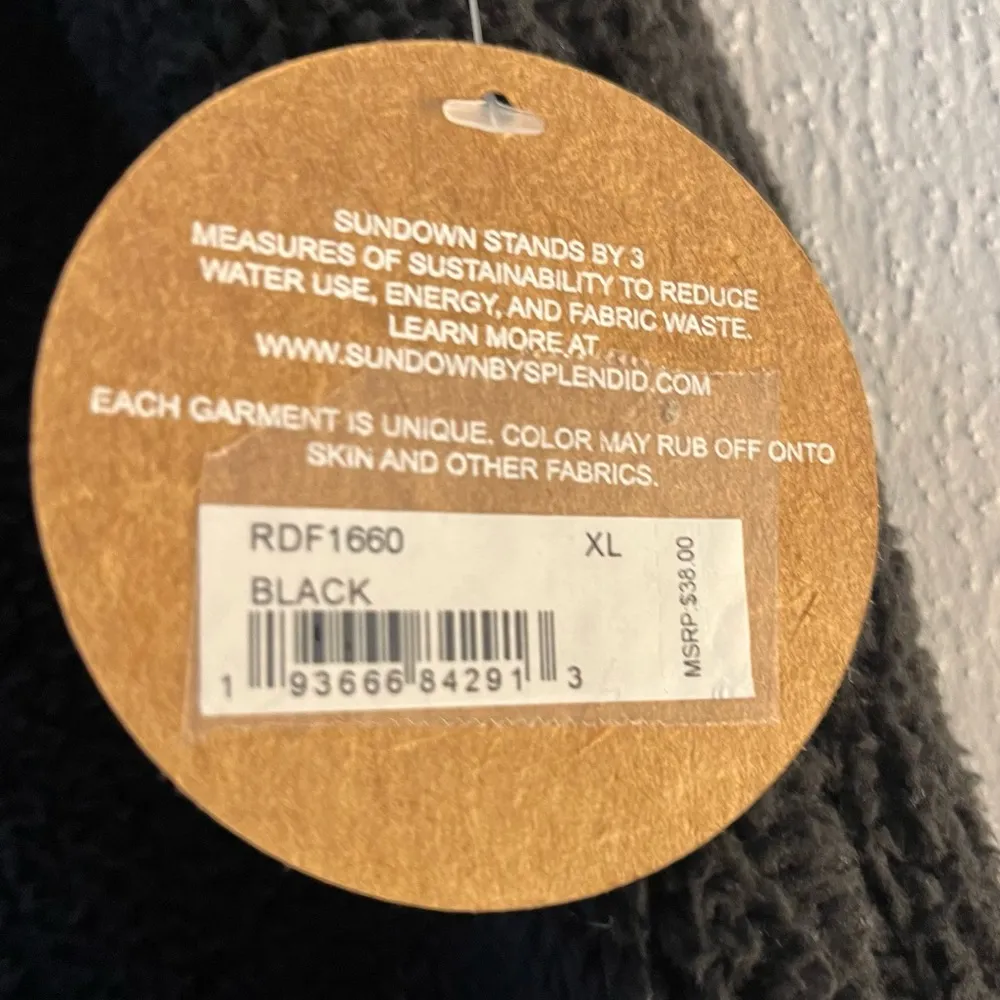 SUNDOWN STANDS BY 3
MEASURES OF SUSTAINABILITY TO REDUCE
WATER USE, ENERGY, AND FABRIC WASTE.
LEARN MORE AT
WWW.SUNDOWNBYSPLENDID.COM
EACH GARMENT IS UNIQUE. COLOR MAY RUB OFF ONTO
SKIN AND OTHER FABRICS.
RDF1660 XL
BLACK
1 93666 84291 3
MSRP:$38.00